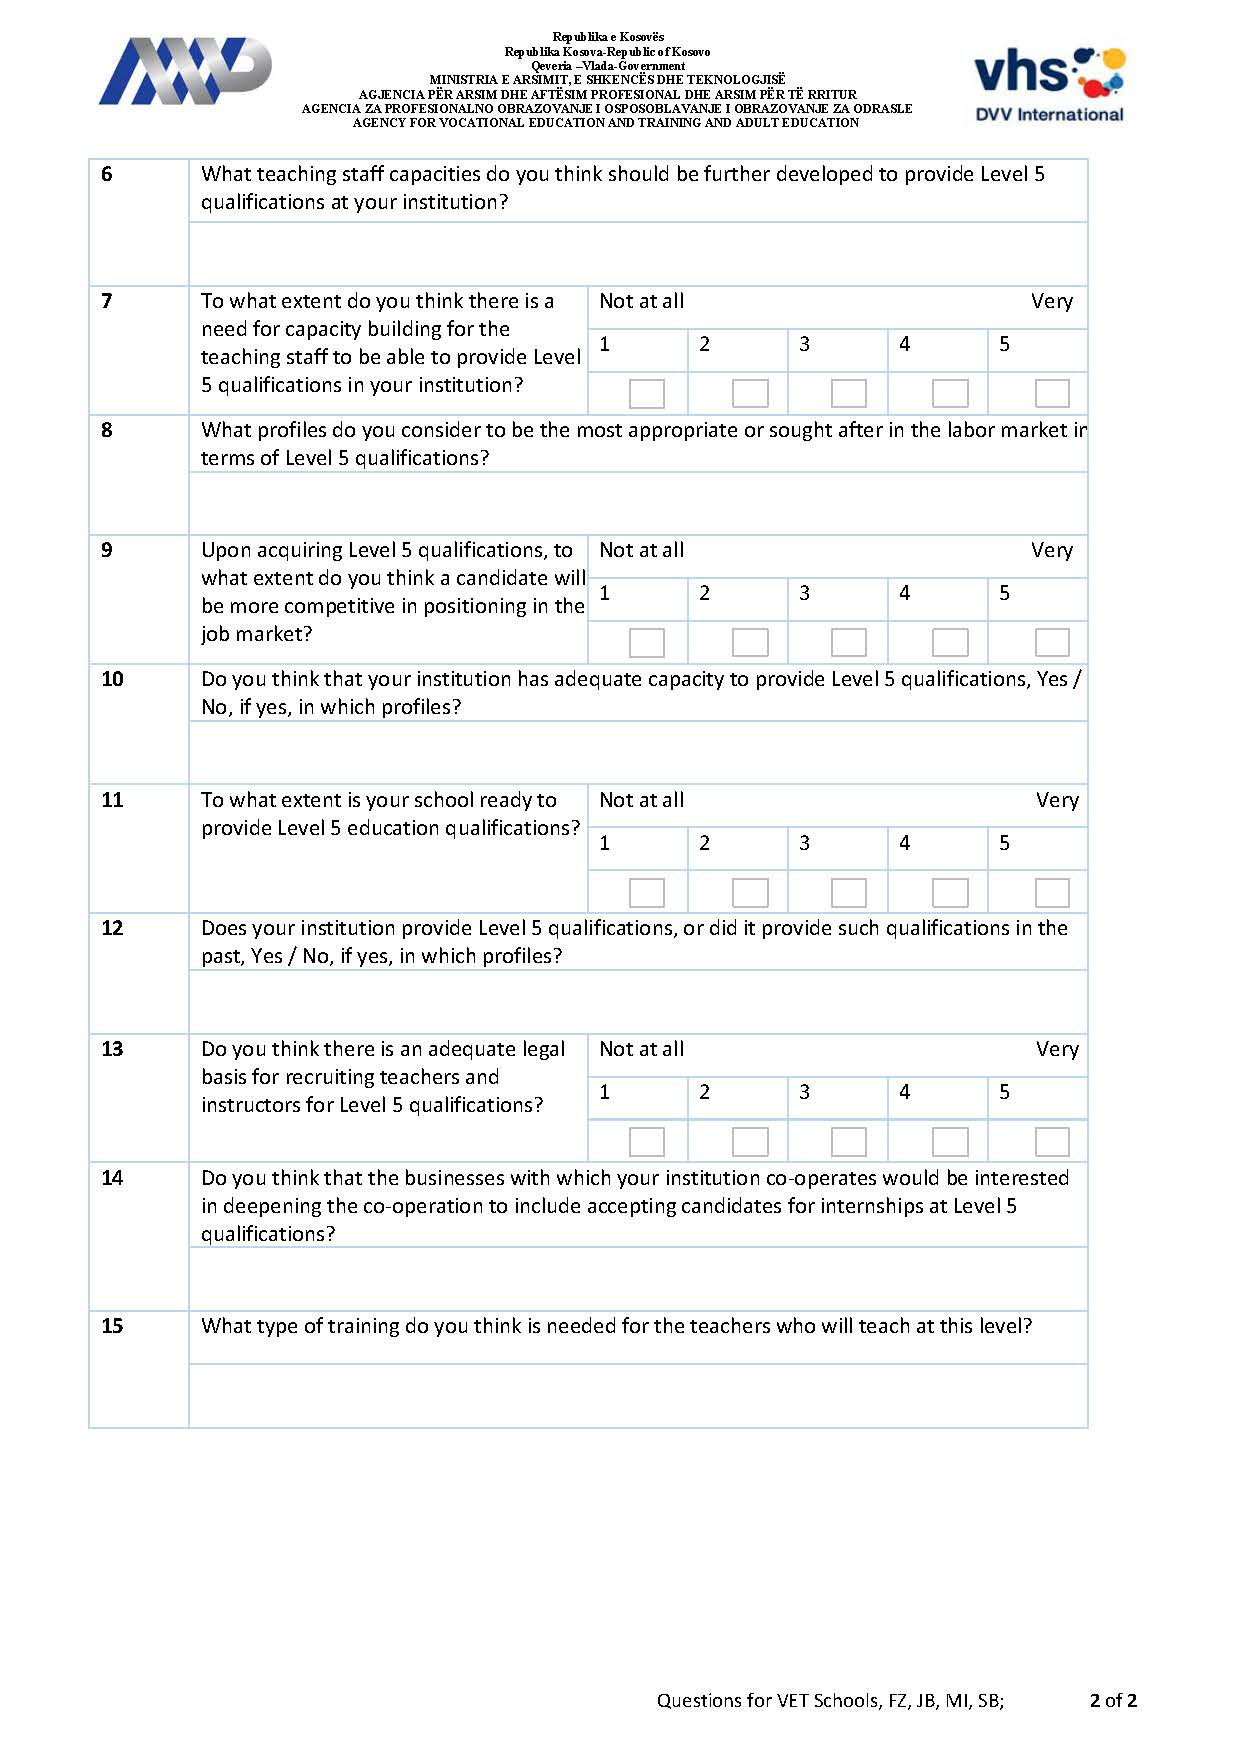 Republika e Kosovës
Republika Kosova-Republic of Kosovo
Qeveria –Vlada-Government
MINISTRIA E ARSIMIT, E SHKENCËS DHE TEKNOLOGJISË
AGJENCIA PËR ARSIM DHE AFTËSIM PROFESIONAL DHE ARSIM PËR TË RRITUR
AGENCIA ZA PROFESIONALNO OBRAZOVANJE I OSPOSOBLAVANJE I OBRAZOVANJE ZA ODRASLE
AGENCY FOR VOCATIONAL EDUCATION AND TRAINING AND ADULT EDUCATION
vhs
DVV International
6 What teaching staff capacities do you think should be further developed to provide Level 5
qualifications at your institution?
7 To what extent do you think there is a
need for capacity building for the
teaching staff to be able to provide Level
5 qualifications in your institution?
Not at all Very
1 2 3 4 5
8 What profiles do you consider to be the most appropriate or sought after in the labor market in
terms of Level 5 qualifications?
9 Upon acquiring Level 5 qualifications, to
what extent do you think a candidate will
be more competitive in positioning in the
job market?
Not at all Very
1 2 3 4 5
10 Do you think that your institution has adequate capacity to provide Level 5 qualifications, Yes /
No, if yes, in which profiles?
11 To what extent is your school ready to
provide Level 5 education qualifications?
Not at all Very
1 2 3 4 5
12 Does your institution provide Level 5 qualifications, or did it provide such qualifications in the
past, Yes / No, if yes, in which profiles?
13 Do you think there is an adequate legal
basis for recruiting teachers and
instructors for Level 5 qualifications?
Not at all Very
1 2 3 4 5
14 Do you think that the businesses with which your institution co-operates would be interested
in deepening the co-operation to include accepting candidates for internships at Level 5
qualifications?
15 What type of training do you think is needed for the teachers who will teach at this level?
Questions for VET Schools, FZ, JB, MI, SB; 2 of 2